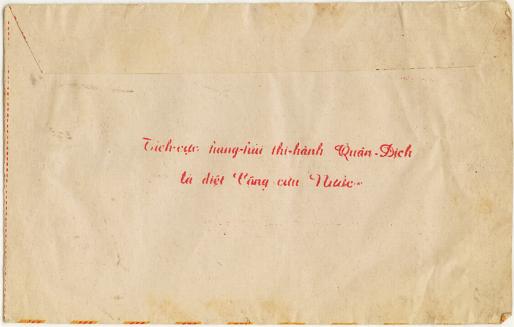 Tích-cực hăng-hái thi-hành Quân-Dịch
là diệt Cộng cứu Nước